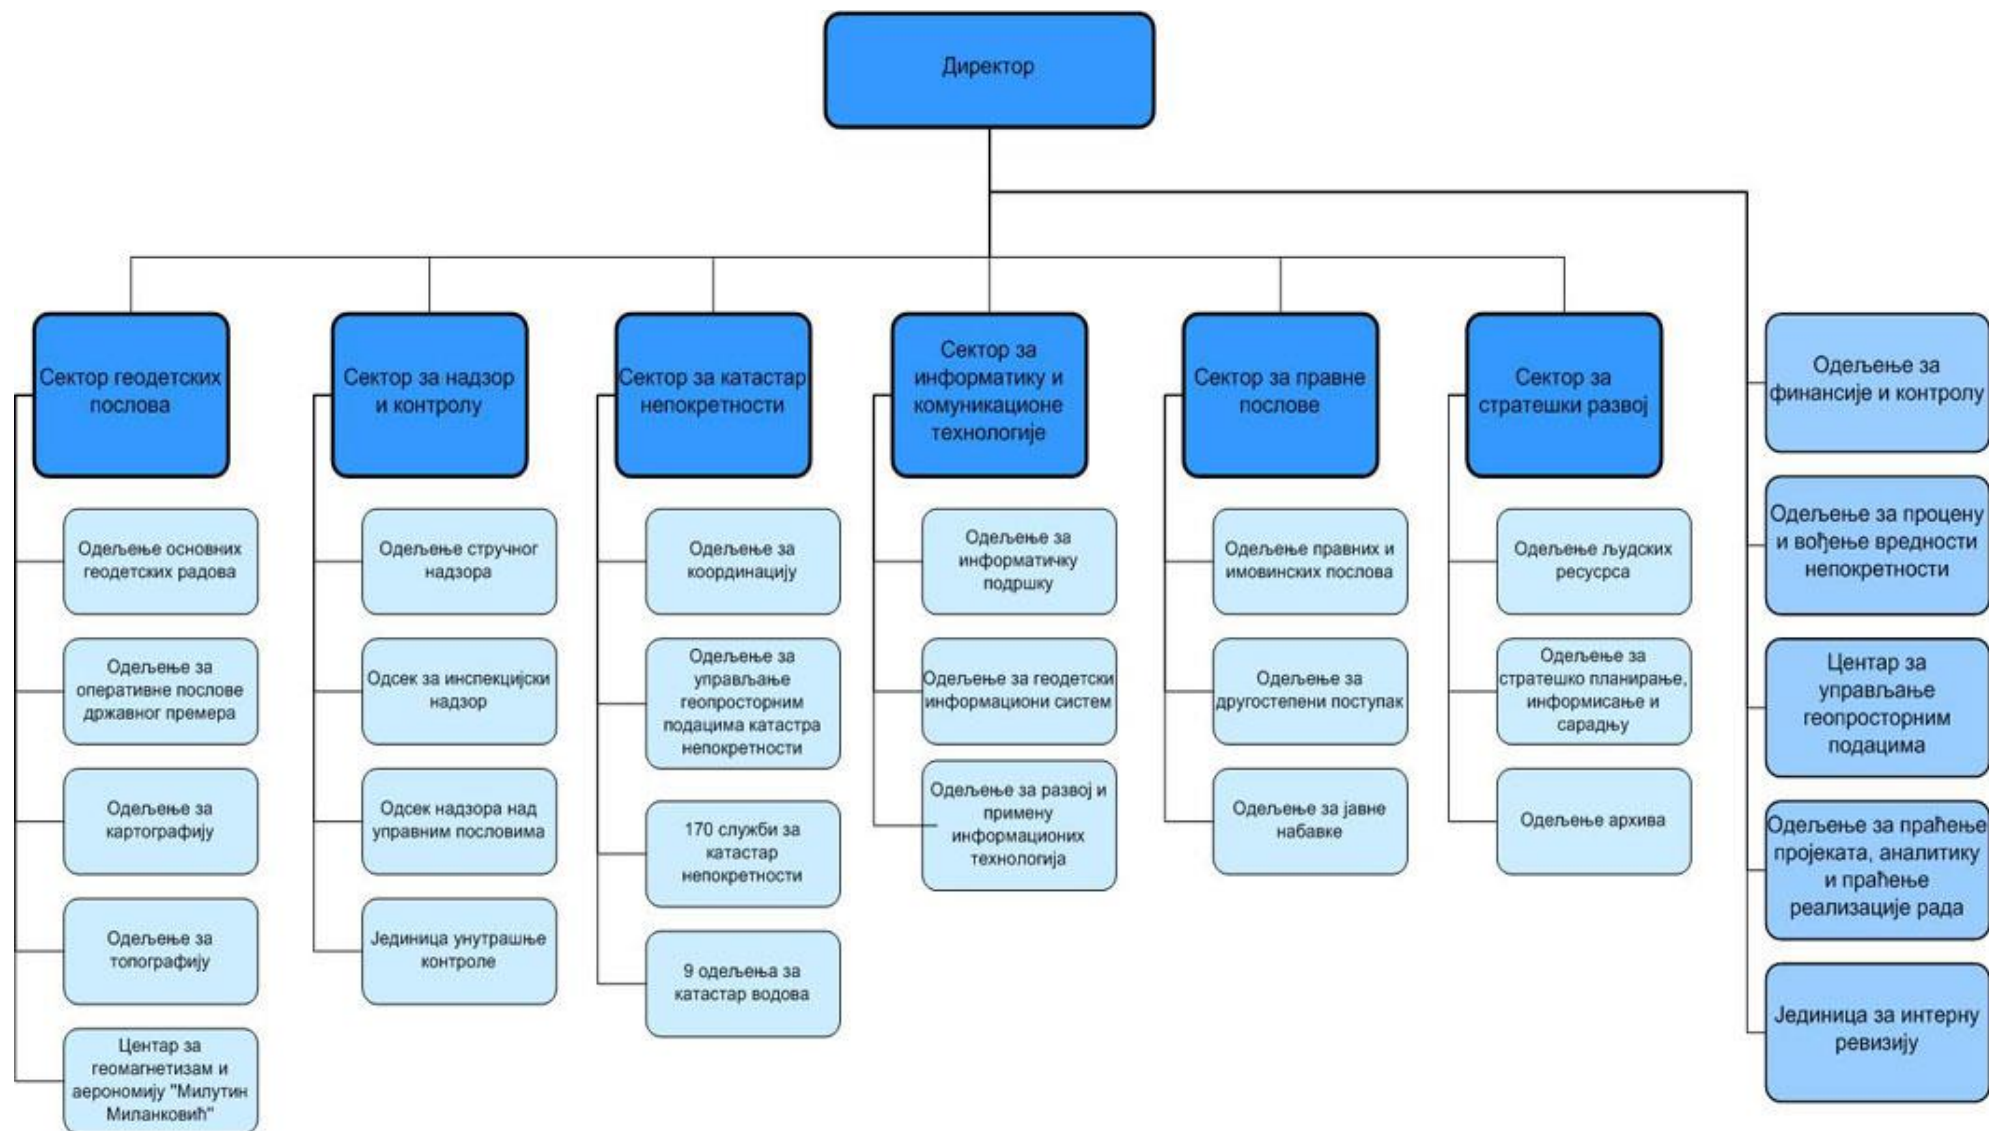 Директор
Сектор геодетских
послова
Сектор за надзор
и контролу
Сектор за катастар
непокретности
Сектор за
информатику и
комуникационе
технологије
Сектор за правне
послове
Сектор за
стратешки развој
Одељење основних
геодетских радова
Одељење за
оперативне послове
државног премера
Одељење за
картографију
Одељење за
топографију
Центар за
геомагнетизам и
аерономију "Милутин
Миланковић"
Одељење стручног
надзора
Одсек за инспекцијски
надзор
Одсек надзора над
управним пословима
Јединица унутрашње
контроле
Одељење за
координацију
Одељење за
управљање
геопросторним
подацима катастра
непокретности
170 служби за
катастар
непокретности
9 одељења за
катастар водова
Одељење за
информатичку
подршку
Одељење за геодетски
информациони систем
Одељење за развој и
примену
информационих
технологија
Одељење правних и
имовинских послова
Одељење за
другостепени поступак
Одељење за јавне
набавке
Одељење људских
ресусрса
Одељење за
стратешко планирање,
информисање и
сарадњу
Одељење архива
Одељење за
финансије и контролу
Одељење за процену
и вођење вредности
непокретности
Центар за
управљање
геопросторним
подацима
Одељење за праћење
пројеката, аналитику
и праћење
реализације рада
Јединица за интерну
ревизију